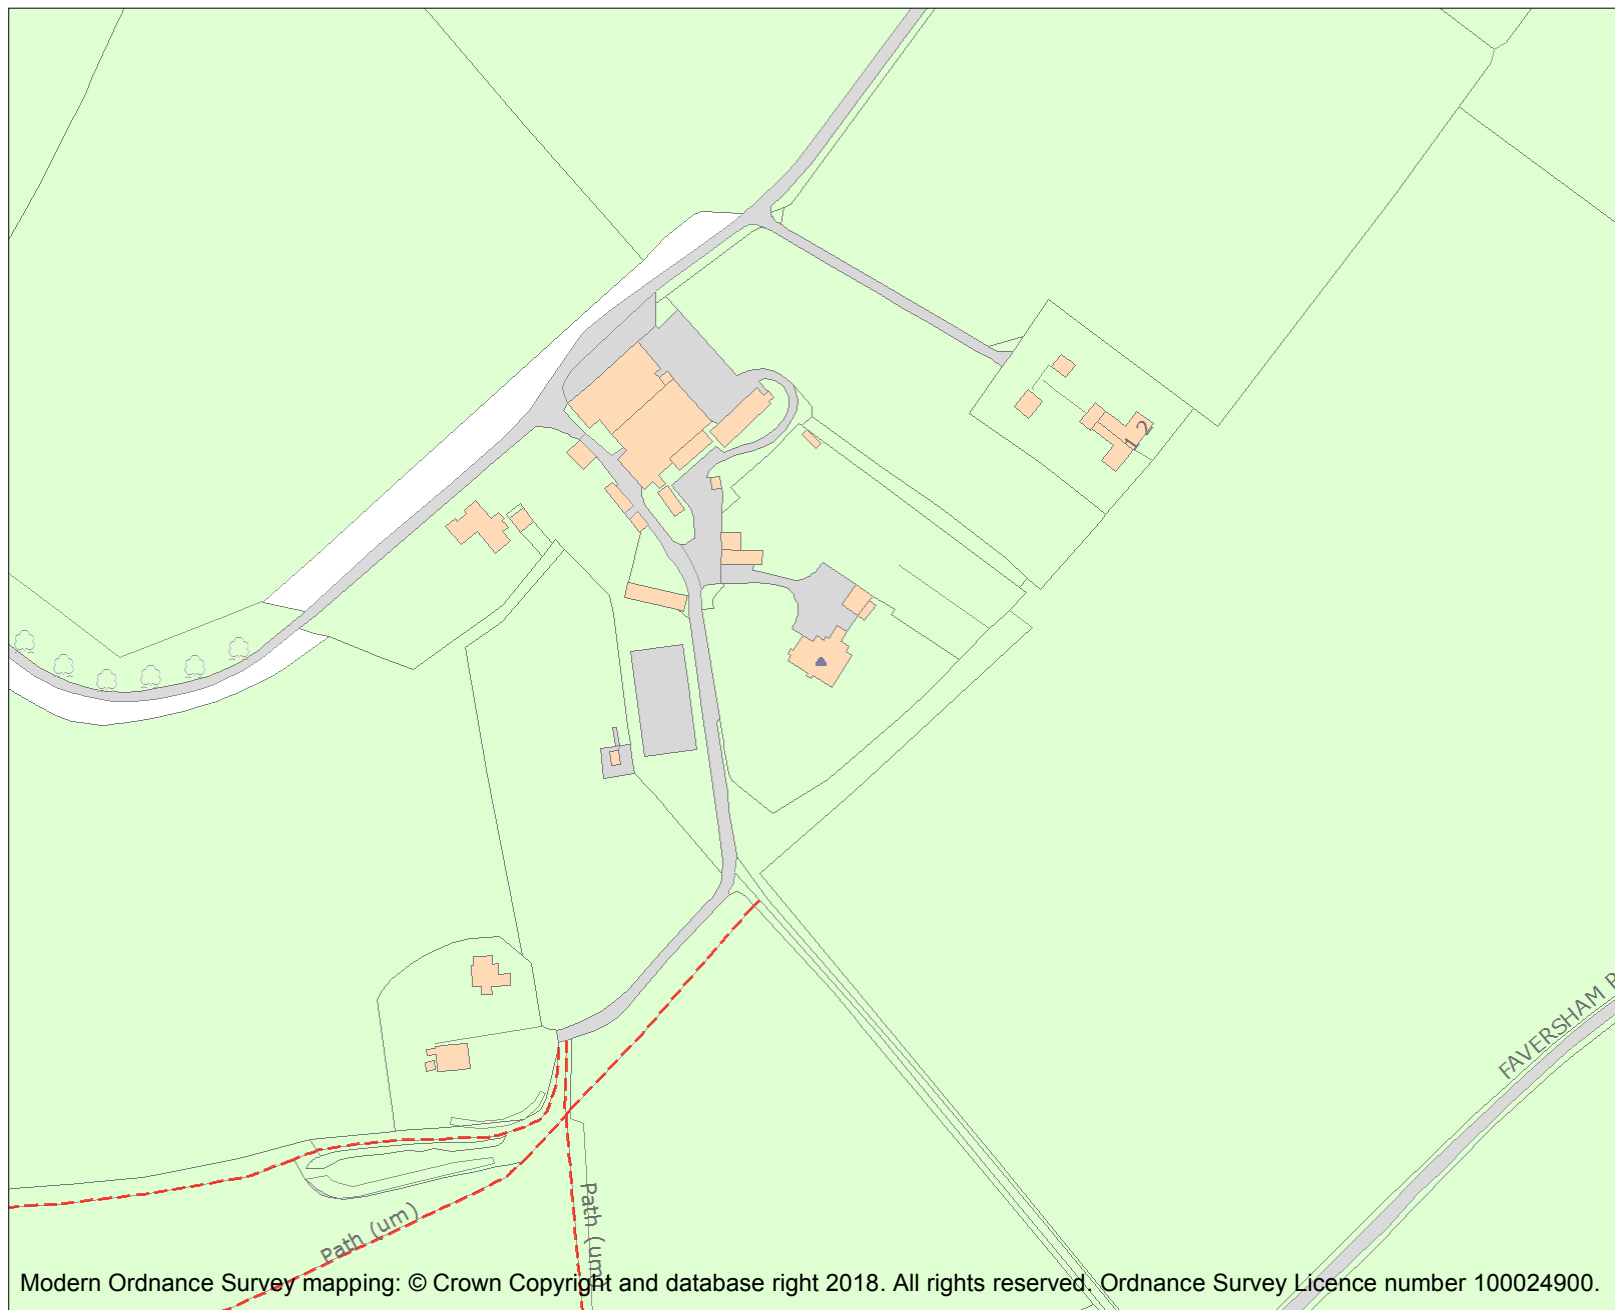 1 2
FAVERSHAM R
Path (um)
Path (um)
Modern Ordnance Survey mapping: © Crown Copyright and database right 2018. All rights reserved. Ordnance Survey Licence number 100024900.